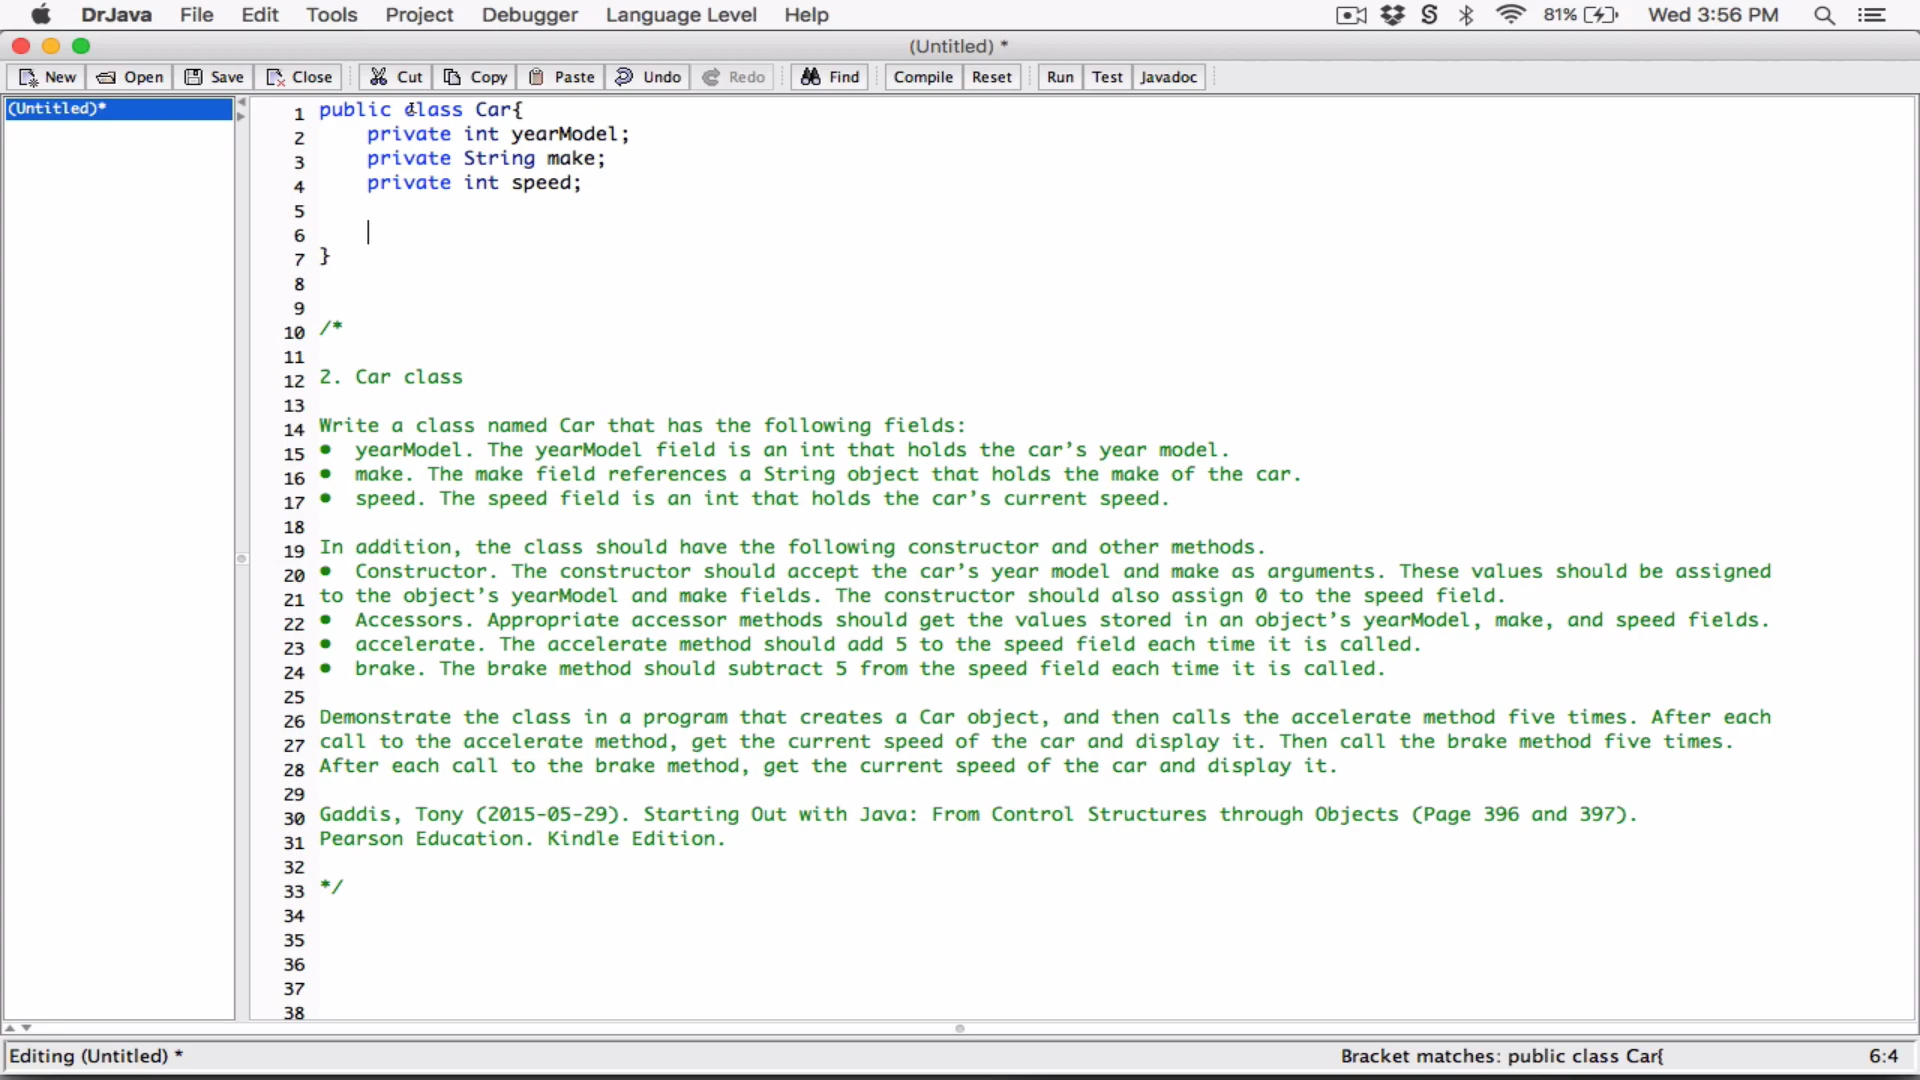 DrJava File Edit Tools Project Debugger Language Level Help 81% Wed 3:56 PM
(Untitled) *
New Open Save Close Cut Copy Paste Undo Redo Find Compile Reset Run Test Javadoc
(Untitled)*
1 public class Car{
2 private int yearModel;
3 private String make;
4 private int speed;
5
6
7 }
8
9
10 /*
11
12 2. Car class
13
14 Write a class named Car that has the following fields:
15 • yearModel. The yearModel field is an int that holds the car’s year model.
16 • make. The make field references a String object that holds the make of the car.
17 • speed. The speed field is an int that holds the car’s current speed.
18
19 In addition, the class should have the following constructor and other methods.
20 • Constructor. The constructor should accept the car’s year model and make as arguments. These values should be assigned
21 to the object’s yearModel and make fields. The constructor should also assign 0 to the speed field.
22 • Accessors. Appropriate accessor methods should get the values stored in an object’s yearModel, make, and speed fields.
23 • accelerate. The accelerate method should add 5 to the speed field each time it is called.
24 • brake. The brake method should subtract 5 from the speed field each time it is called.
25
26 Demonstrate the class in a program that creates a Car object, and then calls the accelerate method five times. After each
27 call to the accelerate method, get the current speed of the car and display it. Then call the brake method five times.
28 After each call to the brake method, get the current speed of the car and display it.
29
30 Gaddis, Tony (2015-05-29). Starting Out with Java: From Control Structures through Objects (Page 396 and 397).
31 Pearson Education. Kindle Edition.
32
33 */
34
35
36
37
38
Editing (Untitled) * Bracket matches: public class Car{ 6:4